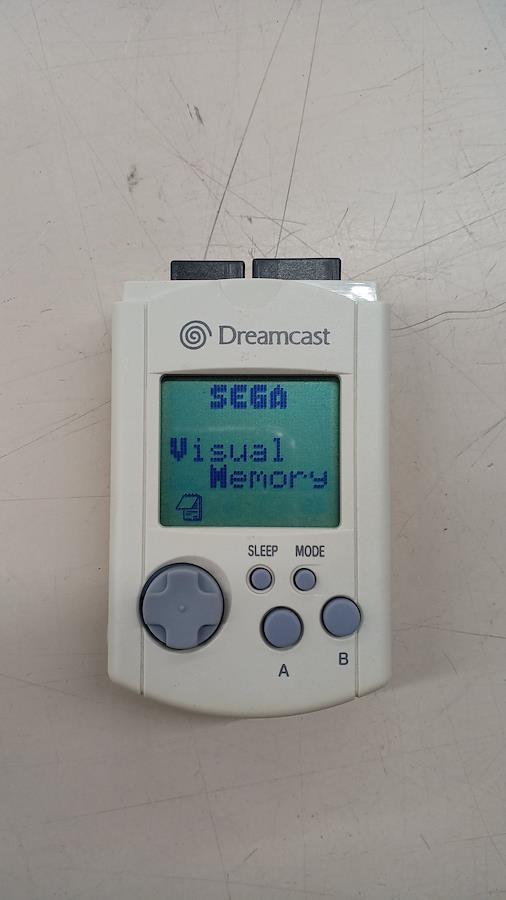 Dreamcast
SEGA
Visual
Memory
SLEEP MODE
A B